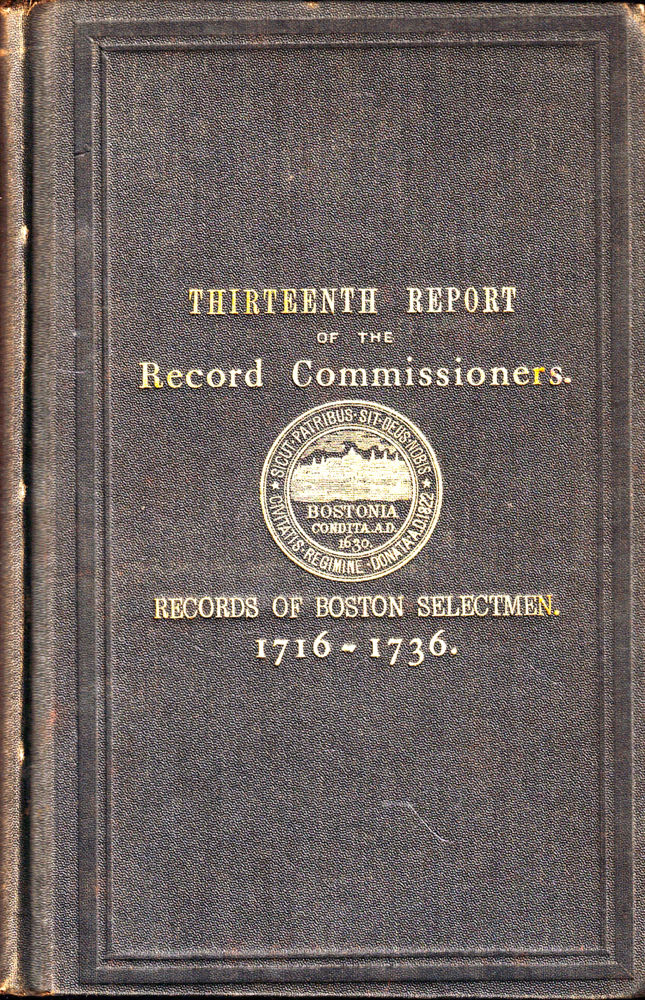 THIRTEENTH REPORT
OF THE
Record Commissioners.
SICUT·PATRIBUS·SIT·DEUS·NOBIS
BOSTONIA
CONDITA.A.D.
1630.
CIVITATIS·REGIMINE·DONATA·A.D.1822
RECORDS OF BOSTON SELECTMEN.
1716-1736.